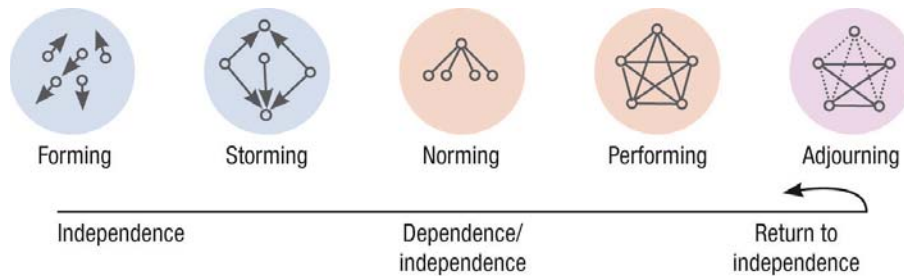 Forming
Storming
Norming
Performing
Adjourning
Independence
Dependence/
independence
Return to
independence